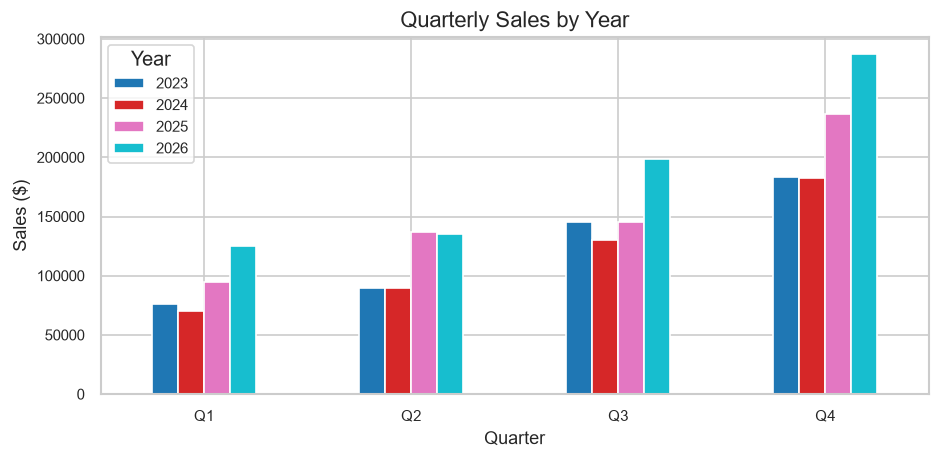 Quarterly Sales by Year
300000
250000
200000
150000
100000
50000
0
Sales ($)
Year
2023
2024
2025
2026
Q1 Q2 Q3 Q4
Quarter